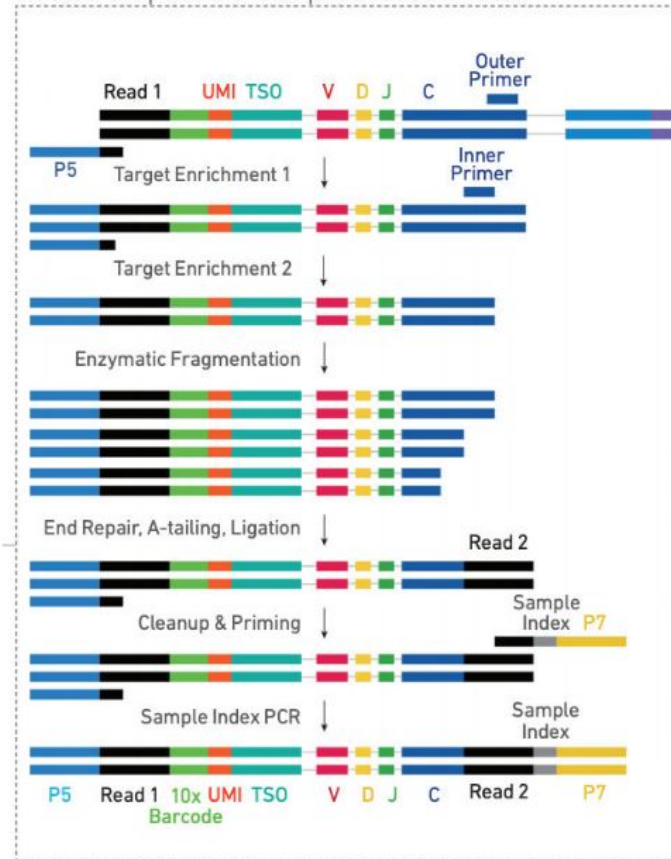 Outer
Primer
Read 1 UMI TSO V D J C
P5
Target Enrichment 1
Inner
Primer
Target Enrichment 2
Enzymatic Fragmentation
End Repair, A-tailing, Ligation
Read 2
Cleanup & Priming
Sample
Index P7
Sample Index PCR
Sample
Index
P5 Read 1 10x UMI TSO V D J C Read 2 P7
Barcode